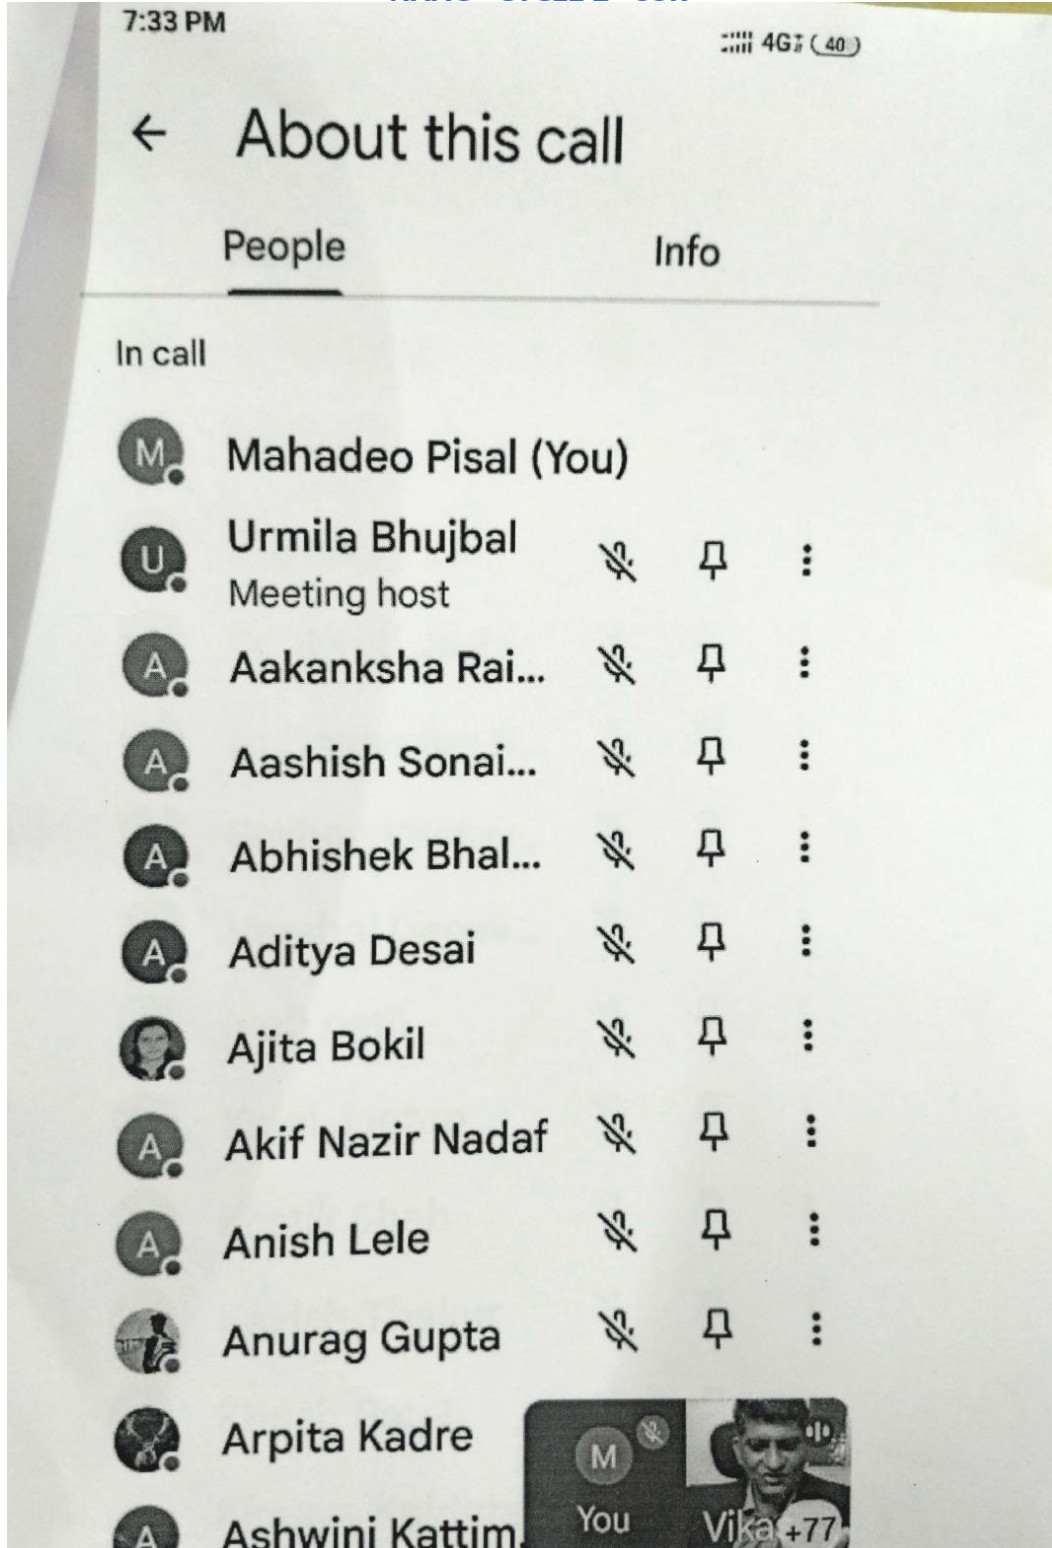 7:33 PM
4G 40
About this call
People Info
In call
M Mahadeo Pisal (You)
U Urmila Bhujbal
Meeting host
A Aakanksha Rai...
A Aashish Sonai...
A Abhishek Bhal...
A Aditya Desai
Ajita Bokil
A Akif Nazir Nadaf
A Anish Lele
Anurag Gupta
Arpita Kadre
A Ashwini Kattim
M
You Vika +77